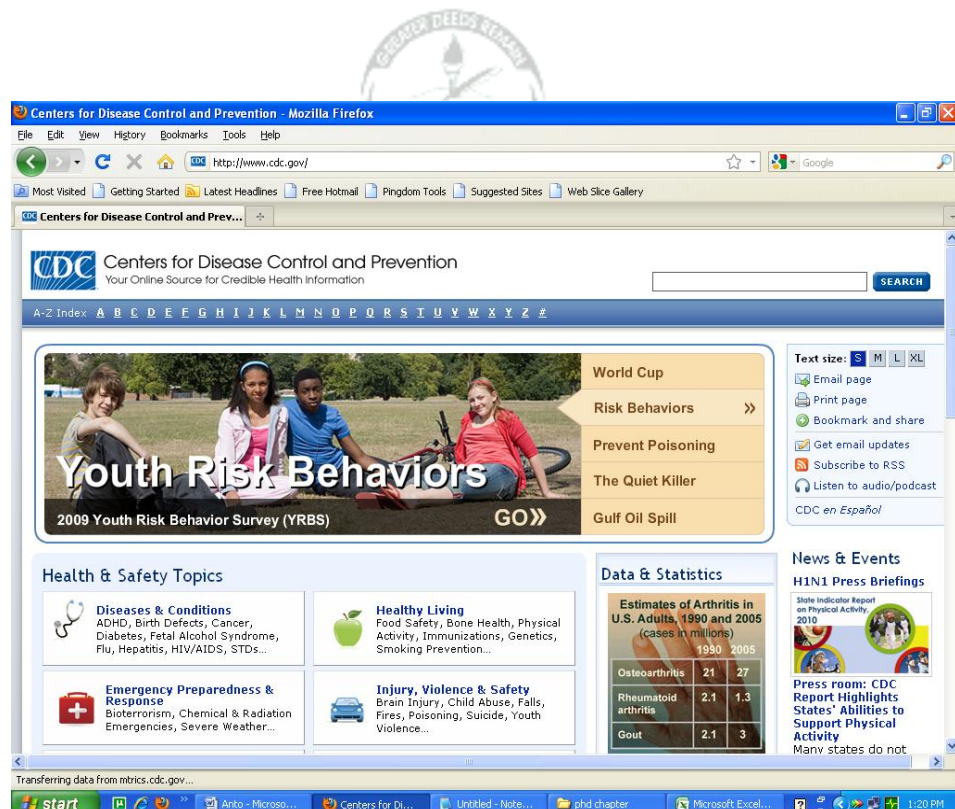 GREATER DEEDS REMAIN
Centers for Disease Control and Prevention - Mozilla Firefox
File Edit View History Bookmarks Tools Help
CDC http://www.cdc.gov/ Google
Most Visited Getting Started Latest Headlines Free Hotmail Pingdom Tools Suggested Sites Web Slice Gallery
CDC Centers for Disease Control and Prev...
CDC Centers for Disease Control and Prevention
Your Online Source for Credible Health Information
SEARCH
A-Z Index A B C D E F G H I J K L M N O P Q R S T U V W X Y Z #
Youth Risk Behaviors
2009 Youth Risk Behavior Survey (YRBS) GO»
World Cup
Risk Behaviors »
Prevent Poisoning
The Quiet Killer
Gulf Oil Spill
Text size: S M L XL
Email page
Print page
Bookmark and share
Get email updates
Subscribe to RSS
Listen to audio/podcast
CDC en Español
Health & Safety Topics
Diseases & Conditions
ADHD, Birth Defects, Cancer,
Diabetes, Fetal Alcohol Syndrome,
Flu, Hepatitis, HIV/AIDS, STDs...
Healthy Living
Food Safety, Bone Health, Physical
Activity, Immunizations, Genetics,
Smoking Prevention...
Emergency Preparedness &
Response
Bioterrorism, Chemical & Radiation
Emergencies, Severe Weather...
Injury, Violence & Safety
Brain Injury, Child Abuse, Falls,
Fires, Poisoning, Suicide, Youth
Violence...
Data & Statistics
Estimates of Arthritis in
U.S. Adults, 1990 and 2005
(cases in millions)
1990 2005
Osteoarthritis 21 27
Rheumatoid
arthritis 2.1 1.3
Gout 2.1 3
News & Events
H1N1 Press Briefings
State Indicator Report
on Physical Activity,
2010
Press room: CDC
Report Highlights
States' Abilities to
Support Physical
Activity
Many states do not
Transferring data from mtrics.cdc.gov...
start Anto - Microso... Centers for Di... Untitled - Note... phd chapter Microsoft Excel... 1:20 PM